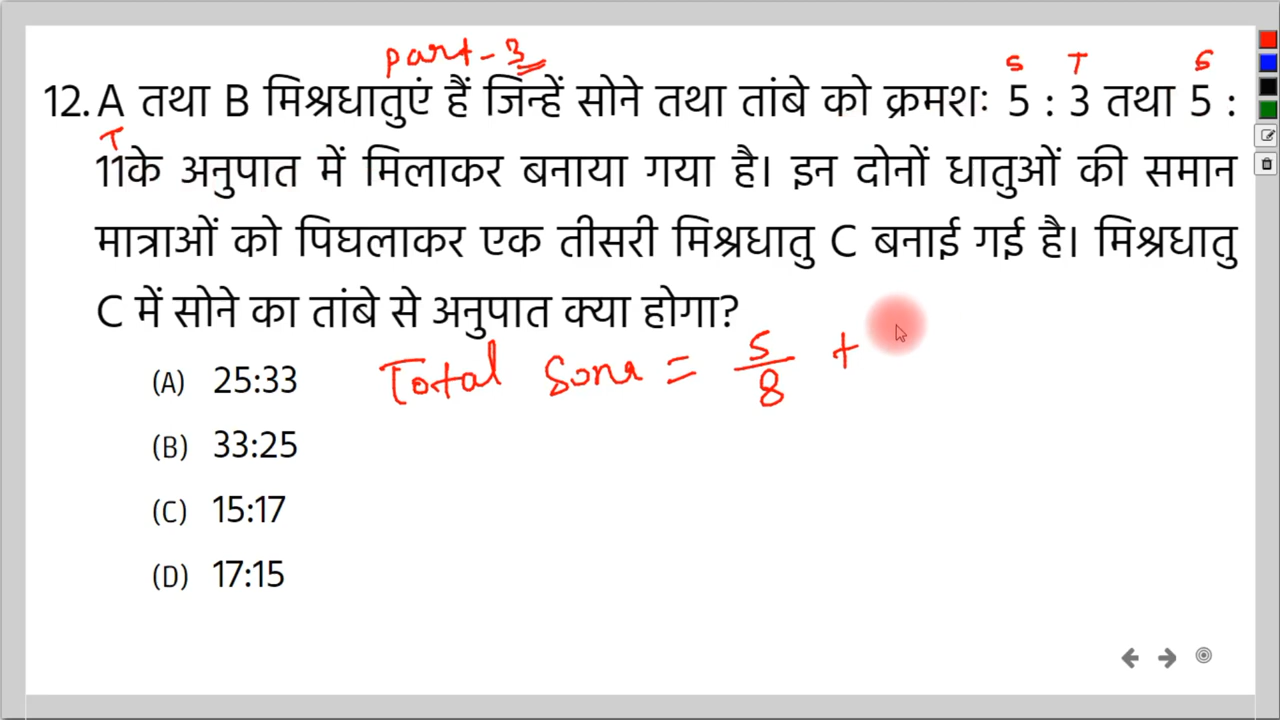 part - 3
S T S
12. A तथा B मिश्रधातुएं हैं जिन्हें सोने तथा तांबे को क्रमशः 5 : 3 तथा 5 :
T
11के अनुपात में मिलाकर बनाया गया है। इन दोनों धातुओं की समान
मात्राओं को पिघलाकर एक तीसरी मिश्रधातु C बनाई गई है। मिश्रधातु
C में सोने का तांबे से अनुपात क्या होगा?
Total Sona = 5/8 +
(A) 25:33
(B) 33:25
(C) 15:17
(D) 17:15